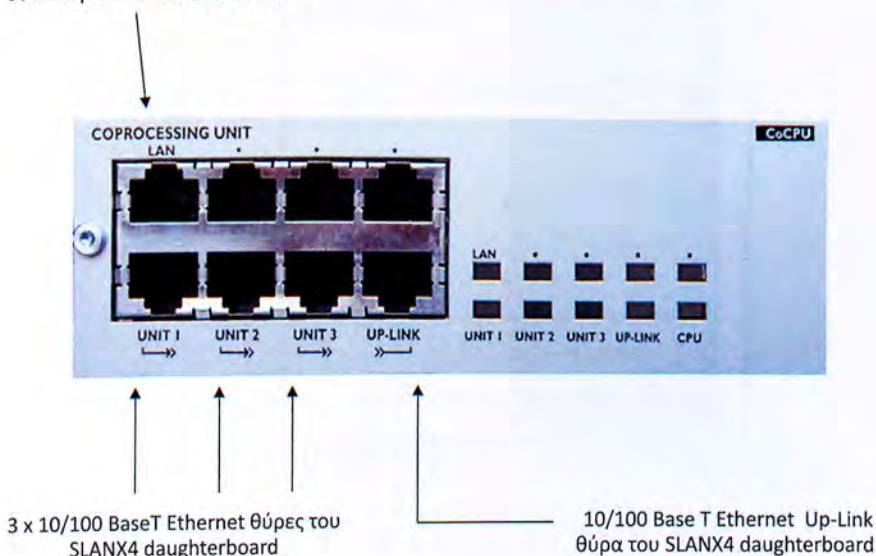 COPROCESSING UNIT
CoCPU
LAN • • •
LAN • • • •
UNIT 1 UNIT 2 UNIT 3 UP-LINK
UNIT 1 UNIT 2 UNIT 3 UP-LINK CPU
3 x 10/100 BaseT Ethernet θύρες του
SLANX4 daughterboard
10/100 Base T Ethernet Up-Link
θύρα του SLANX4 daughterboard